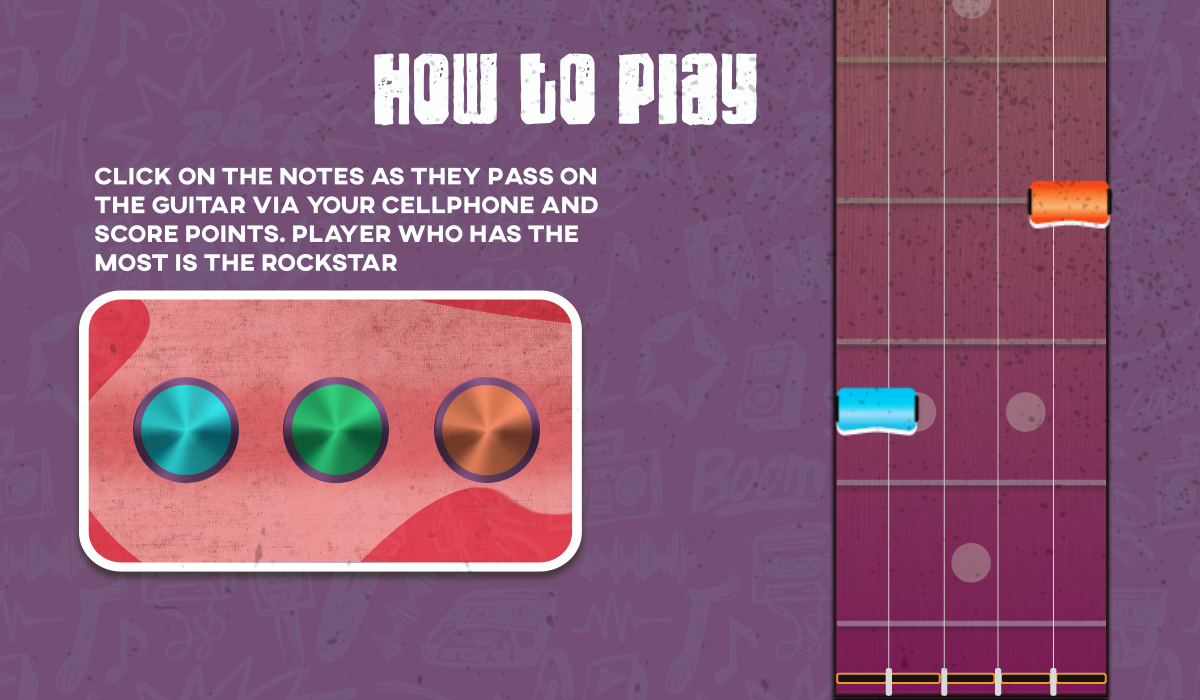 HOW to Play
CLICK ON THE NOTES AS THEY PASS ON
THE GUITAR VIA YOUR CELLPHONE AND
SCORE POINTS. PLAYER WHO HAS THE
MOST IS THE ROCKSTAR
BOOM